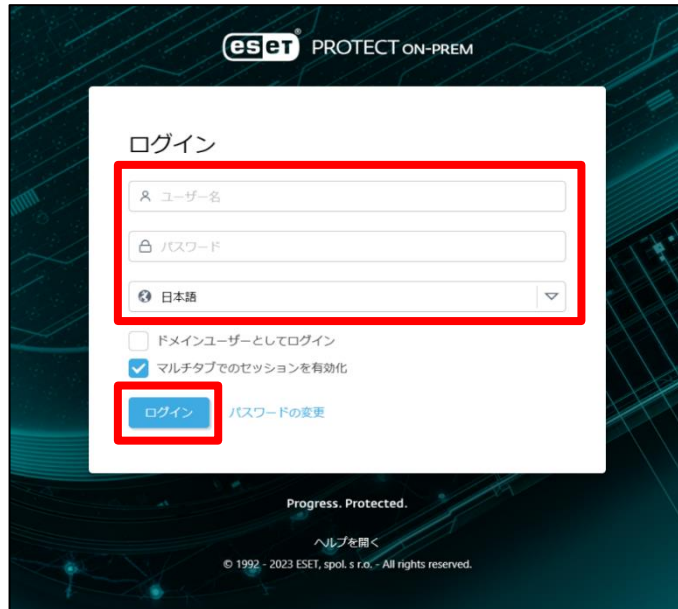 eset® PROTECT ON-PREM
ログイン
ユーザー名
パスワード
日本語
ドメインユーザーとしてログイン
マルチタブでのセッションを有効化
ログイン パスワードの変更
Progress. Protected.
ヘルプを開く
© 1992 - 2023 ESET, spol. s r.o. - All rights reserved.